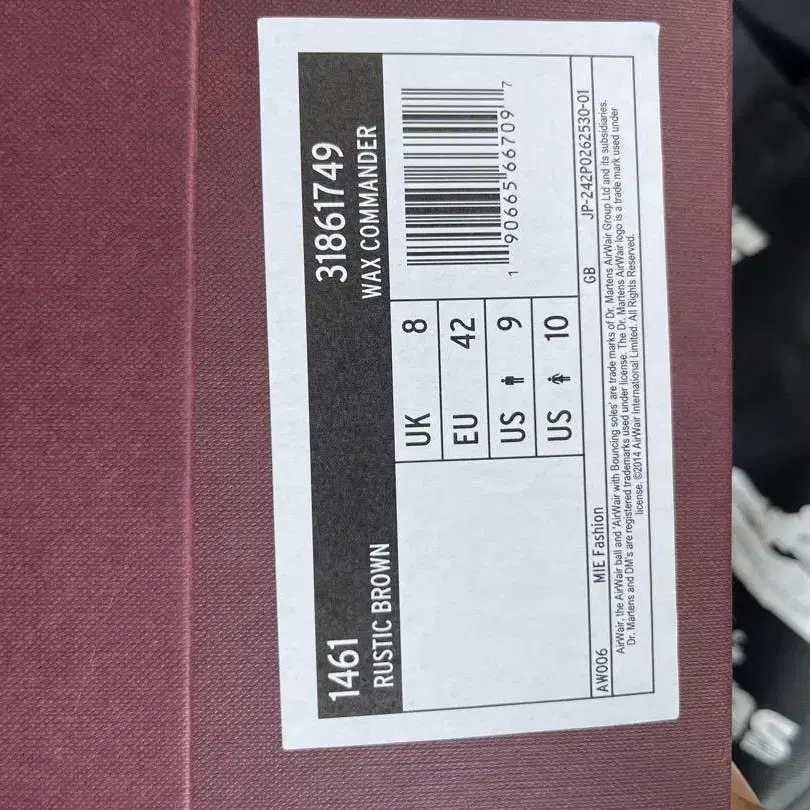 1461 31861749
RUSTIC BROWN WAX COMMANDER
UK 8
EU 42
US 9
US 10
1 90665 66709 7
AW006 MIE Fashion GB JP-242P0262530-01
AirWair, the AirWair ball and 'AirWair with Bouncing soles' are trade marks of Dr. Martens AirWair Group Ltd and its subsidiaries.
Dr. Martens and DM's are registered trademarks used under license. The Dr. Martens AirWair logo is a trade mark used under
license. ©2014 AirWair International Limited. All Rights Reserved.